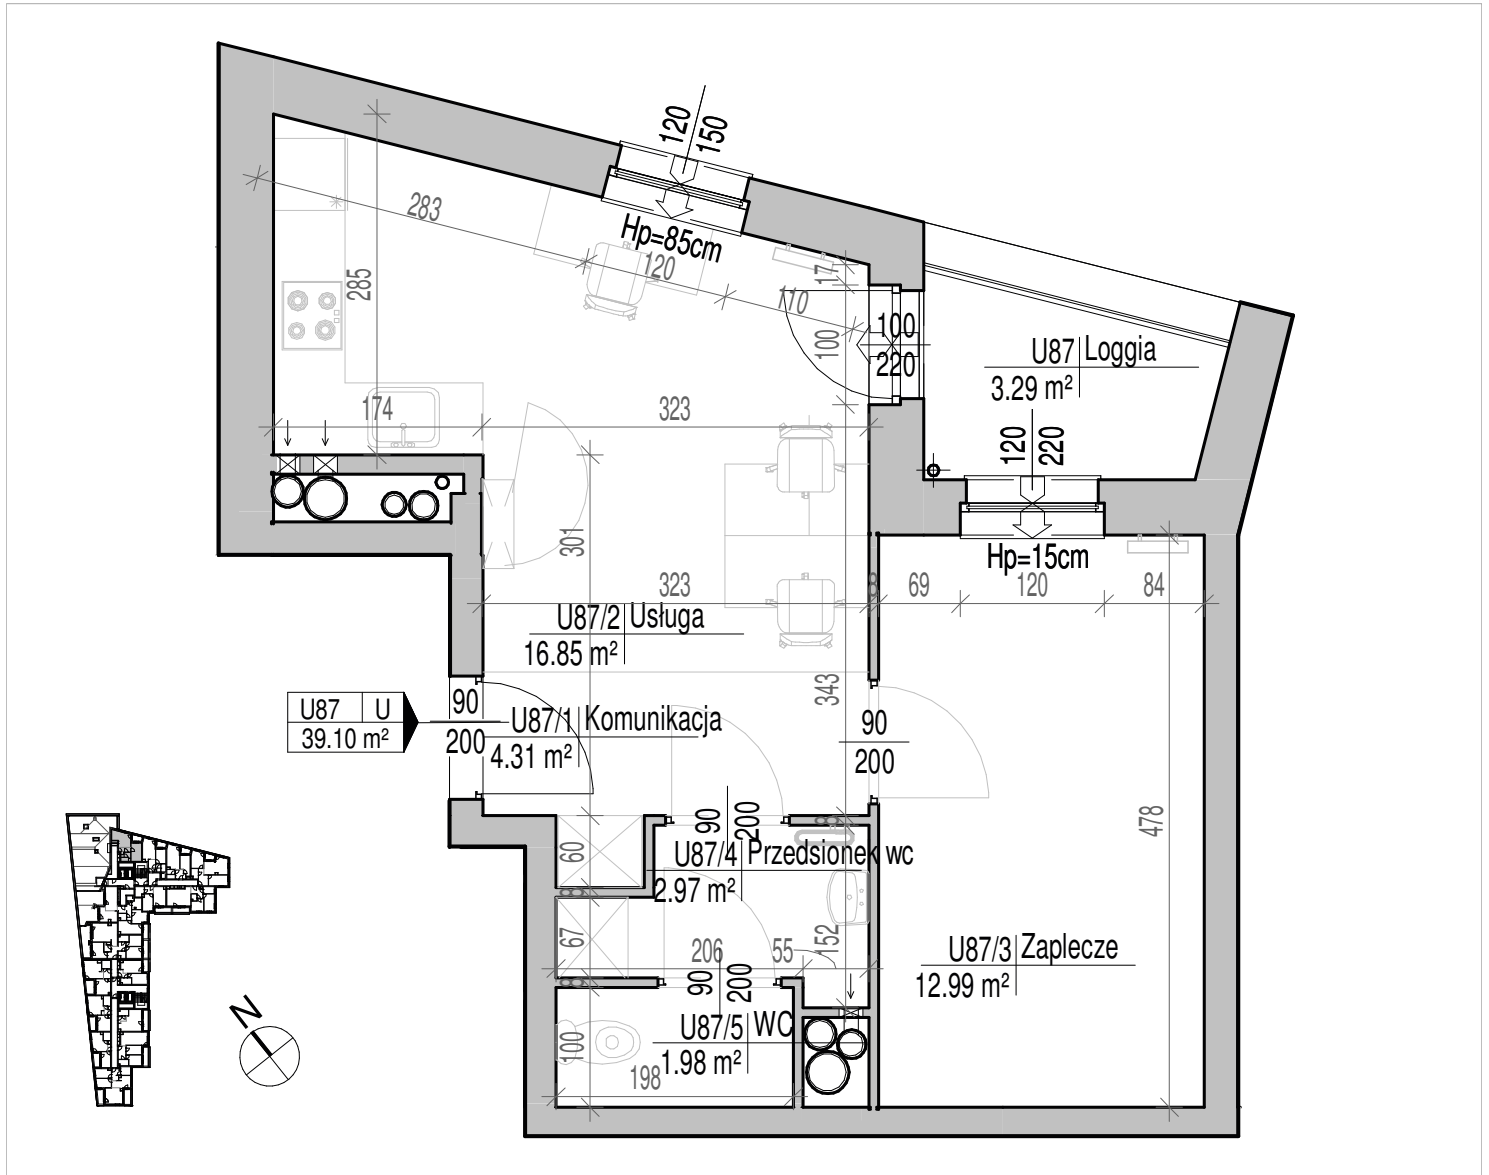 120
150
Hp=85cm
283
120
110
17
285
100
100
220
U87 Loggia
3.29 m²
174
323
120
220
Hp=15cm
301
323
8
69
120
84
U87/2 Usługa
16.85 m²
343
U87 U
39.10 m²
90
200
U87/1 Komunikacja
4.31 m²
90
200
478
90
200
60
U87/4 Przedsionek wc
2.97 m²
67
206
55
152
U87/3 Zaplecze
12.99 m²
90
200
N
100
U87/5 WC
1.98 m²
198